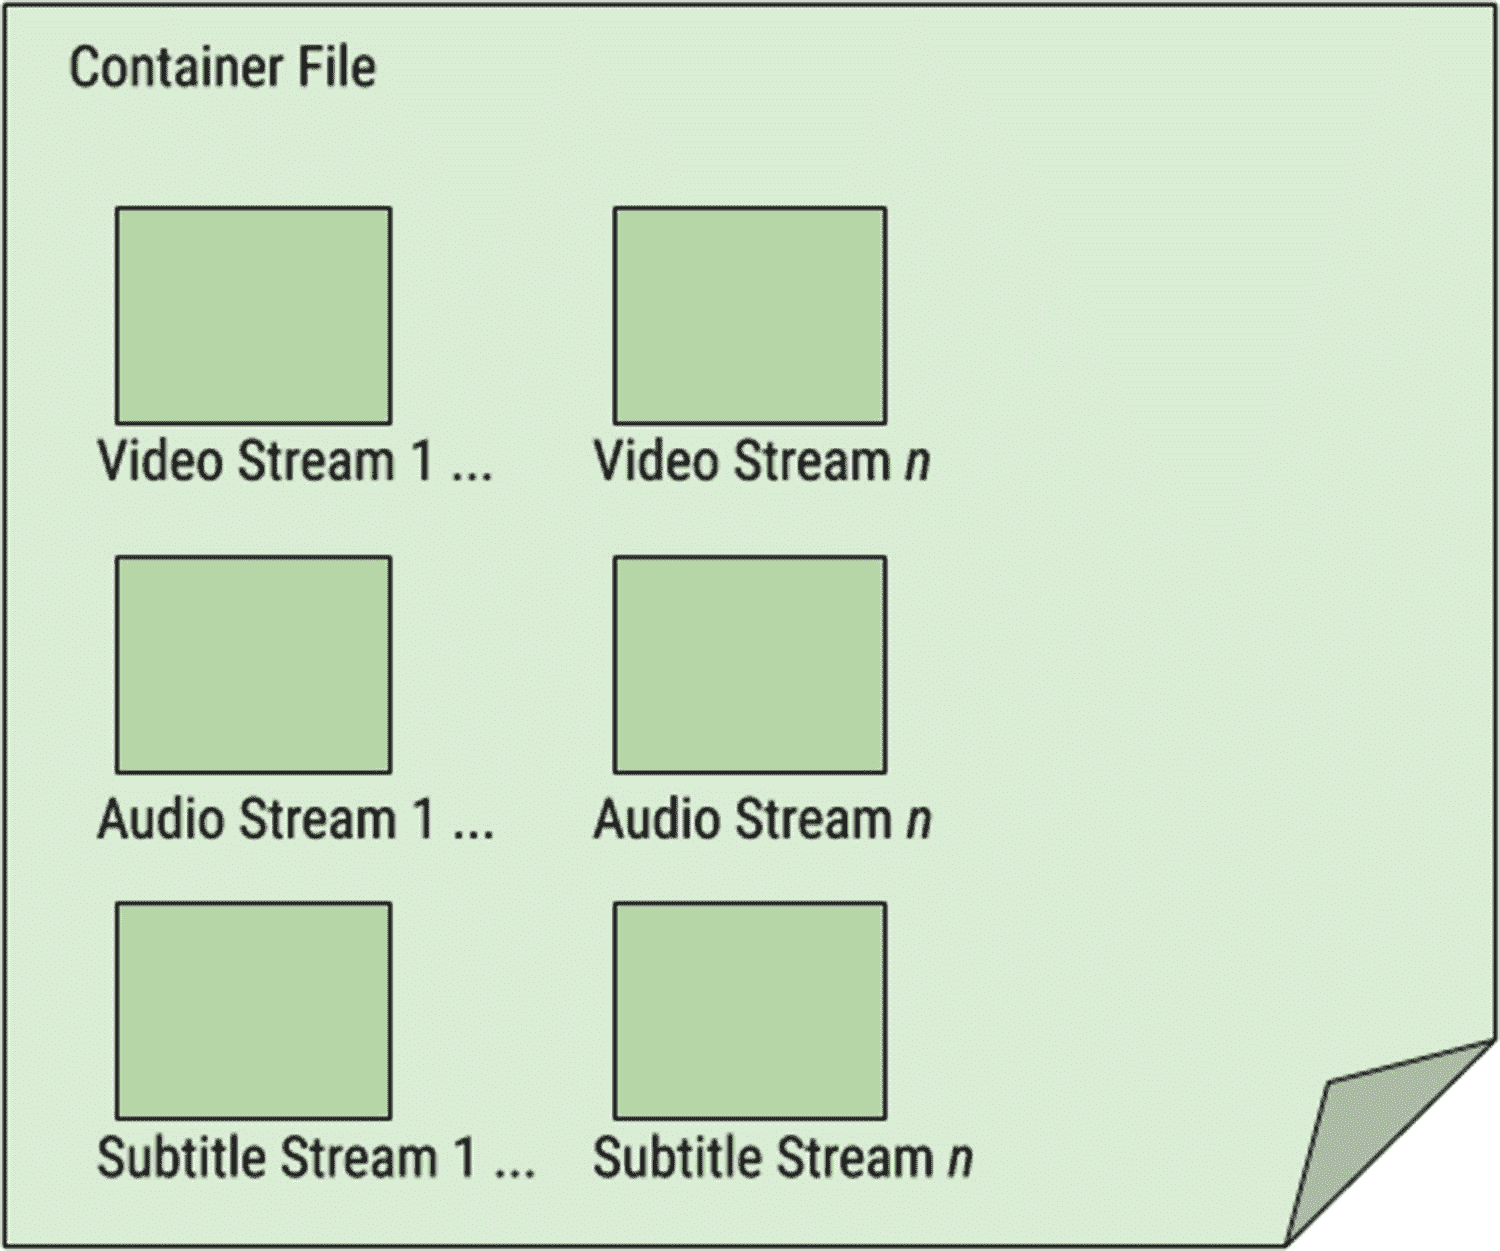 Container File
Video Stream 1 ... Video Stream n
Audio Stream 1 ... Audio Stream n
Subtitle Stream 1 ... Subtitle Stream n